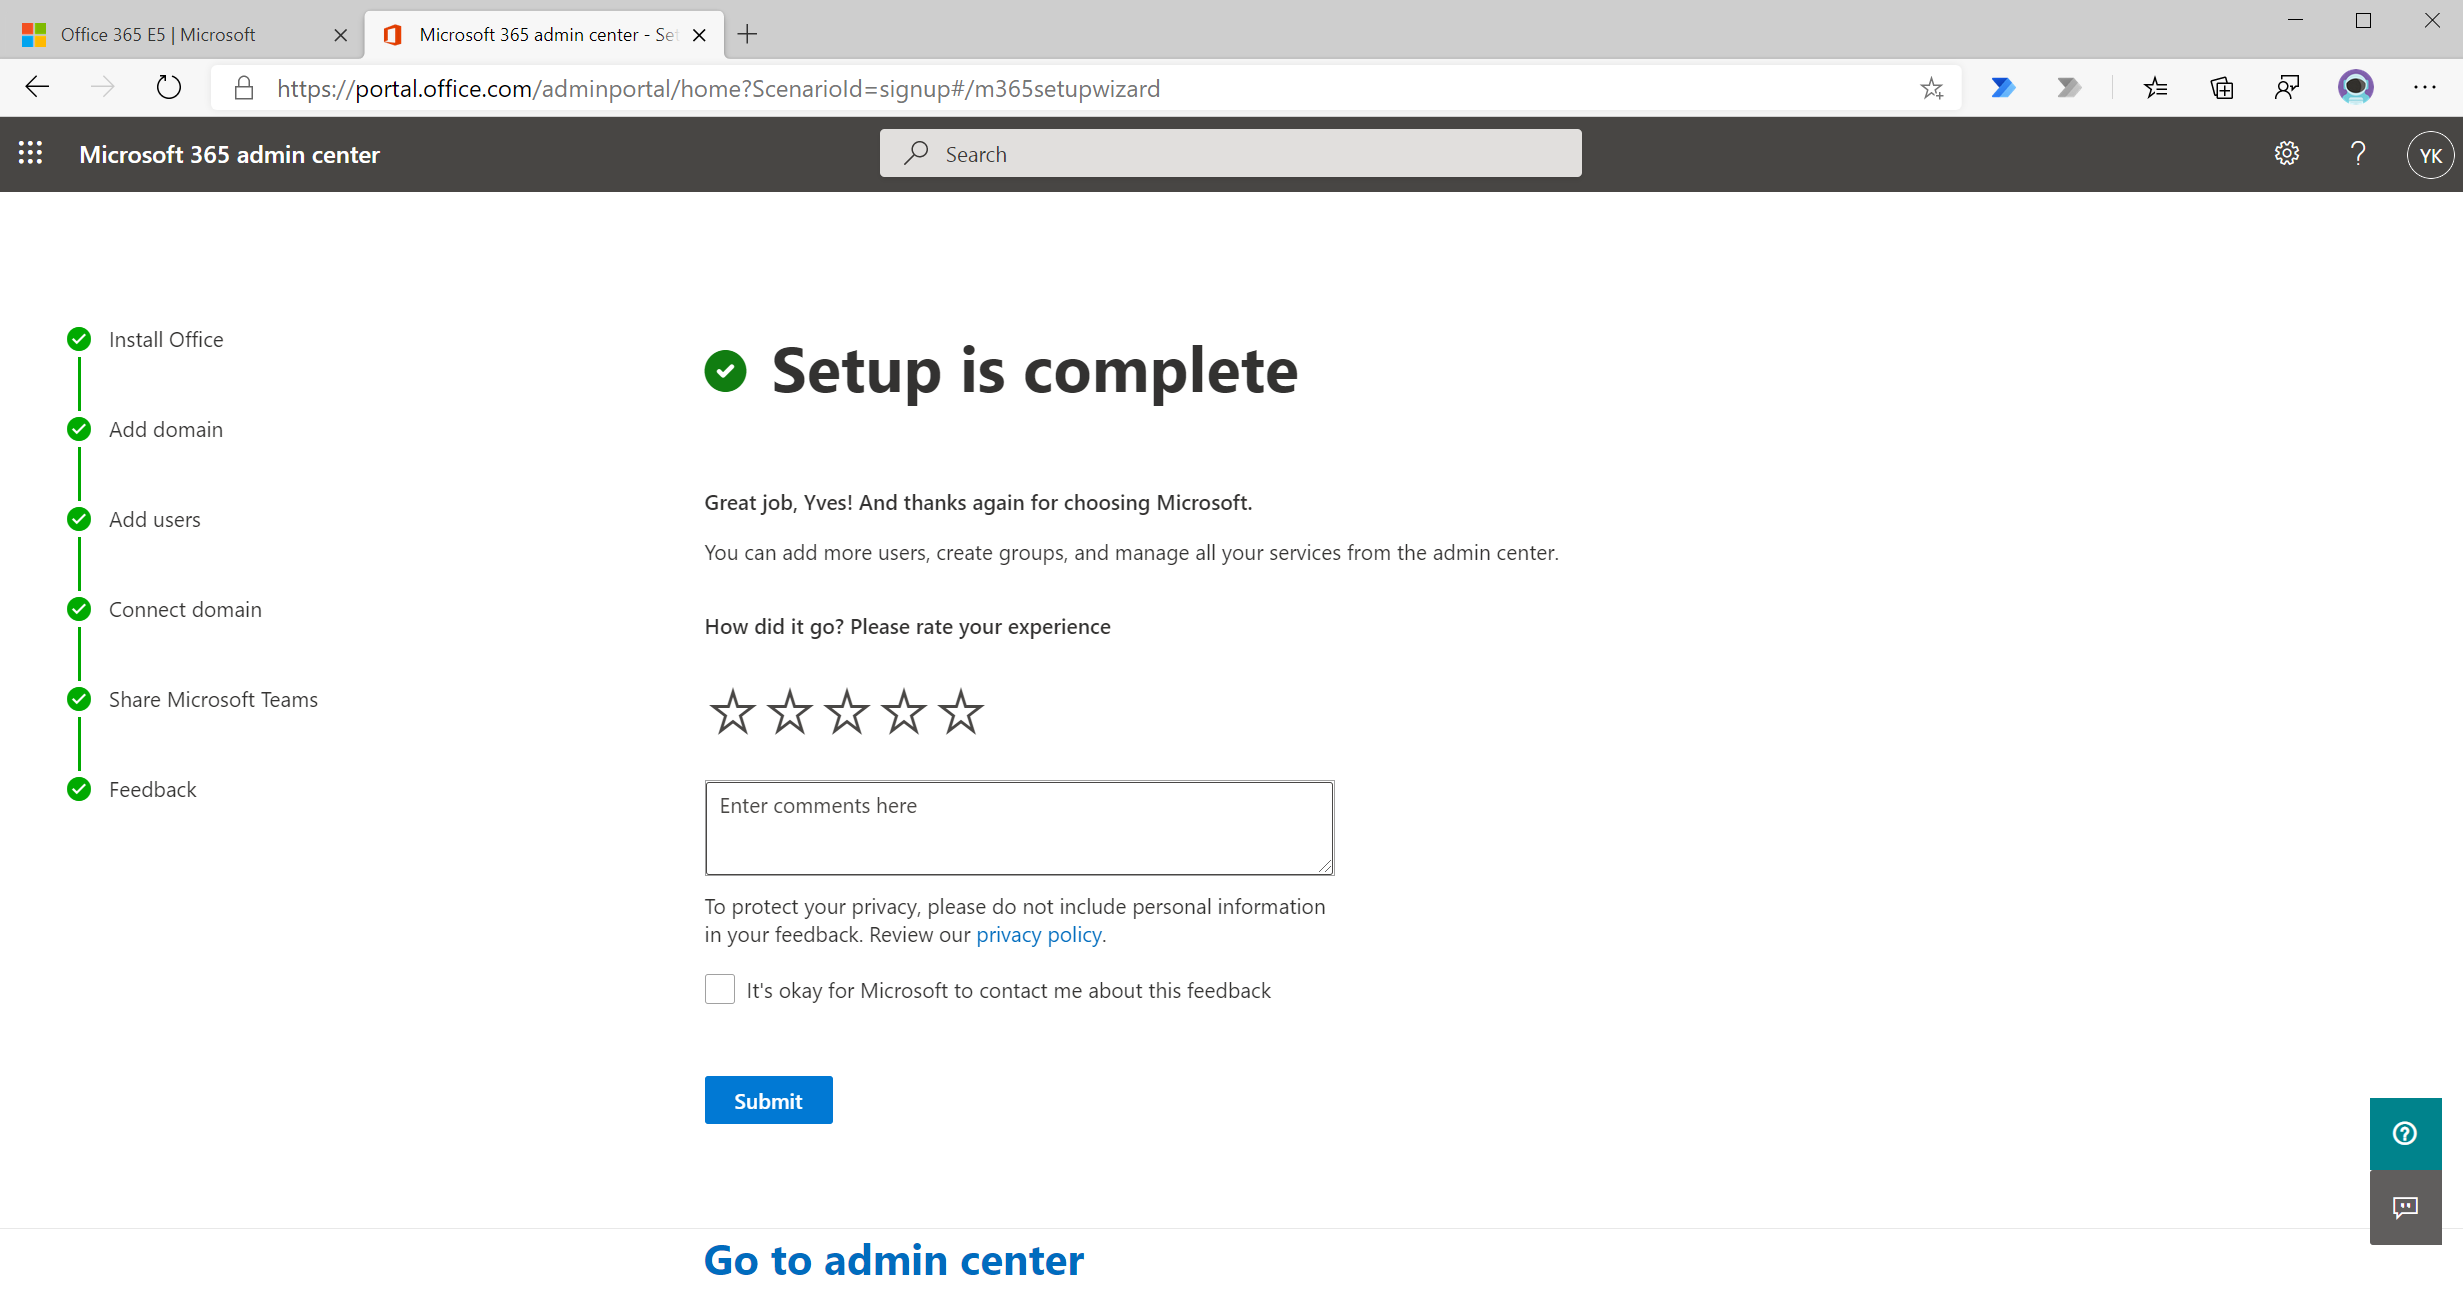 Office 365 E5 | Microsoft
Microsoft 365 admin center - Set
https://portal.office.com/adminportal/home?ScenarioId=signup#/m365setupwizard
Microsoft 365 admin center
Search
YK
Install Office
Add domain
Add users
Connect domain
Share Microsoft Teams
Feedback
Setup is complete
Great job, Yves! And thanks again for choosing Microsoft.
You can add more users, create groups, and manage all your services from the admin center.
How did it go? Please rate your experience
Enter comments here
To protect your privacy, please do not include personal information
in your feedback. Review our privacy policy.
It's okay for Microsoft to contact me about this feedback
Submit
Go to admin center